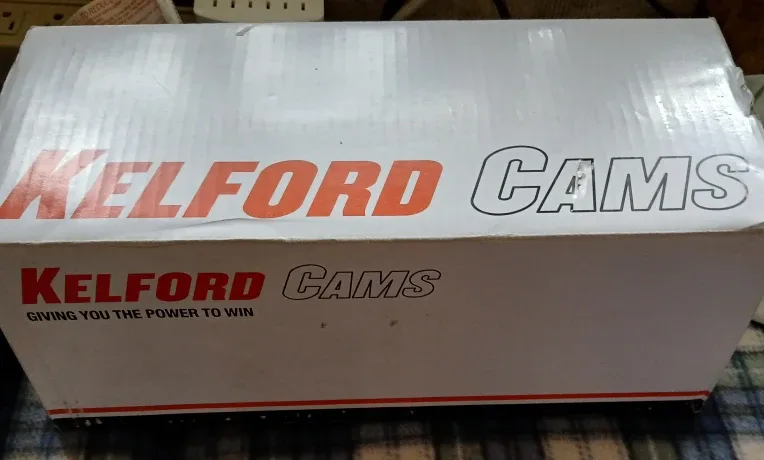 KELFORD CAMS
KELFORD CAMS
GIVING YOU THE POWER TO WIN